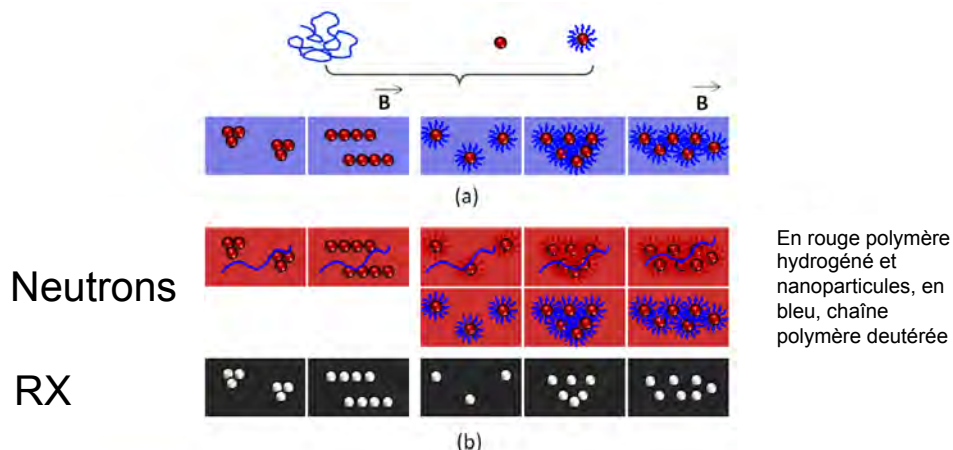 B
B
(a)
Neutrons
En rouge polymère
hydrogéné et
nanoparticules, en
bleu, chaîne
polymère deutérée
RX
(b)